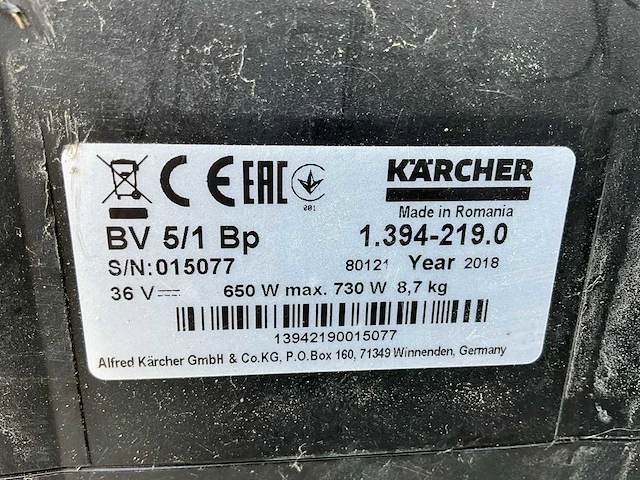 CE EAC
001
KÄRCHER
Made in Romania
BV 5/1 Bp 1.394-219.0
S/N: 015077 80121 Year 2018
36 V⎓ 650 W max. 730 W 8,7 kg
13942190015077
Alfred Kärcher GmbH & Co.KG, P.O.Box 160, 71349 Winnenden, Germany